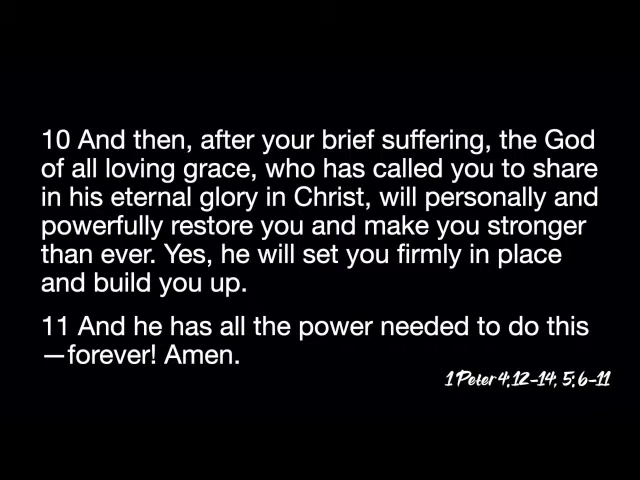 10 And then, after your brief suffering, the God
of all loving grace, who has called you to share
in his eternal glory in Christ, will personally and
powerfully restore you and make you stronger
than ever. Yes, he will set you firmly in place
and build you up.
11 And he has all the power needed to do this
—forever! Amen.
1 Peter 4:12-14; 5:6-11